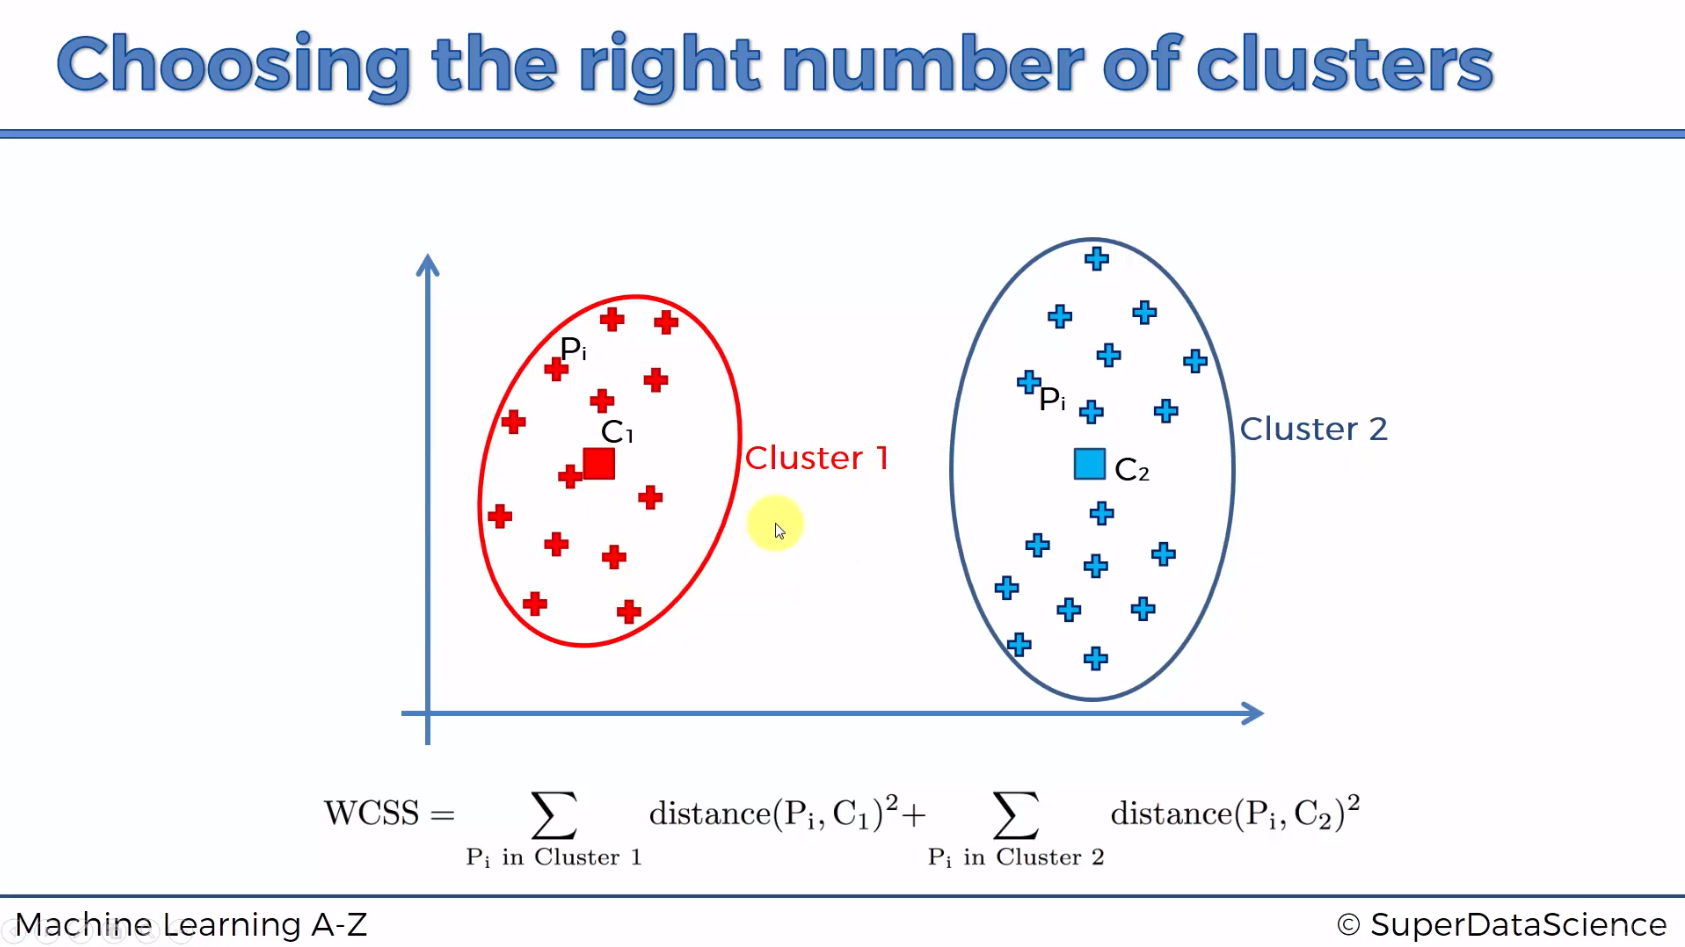 Choosing the right number of clusters
Pᵢ
C₁
Cluster 1
Pᵢ
Cluster 2
C₂
WCSS = ∑ distance(Pᵢ, C₁)² + ∑ distance(Pᵢ, C₂)²
Pᵢ in Cluster 1 Pᵢ in Cluster 2
Machine Learning A-Z © SuperDataScience